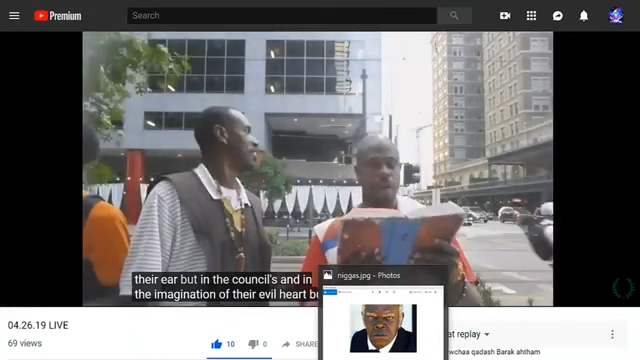 Premium
Search
their ear but in the council's and in
the imagination of their evil heart bu
niggas.jpg - Photos
04.26.19 LIVE
69 views
10
0
SHARE
at replay
wchaa qadash Barak ahtham